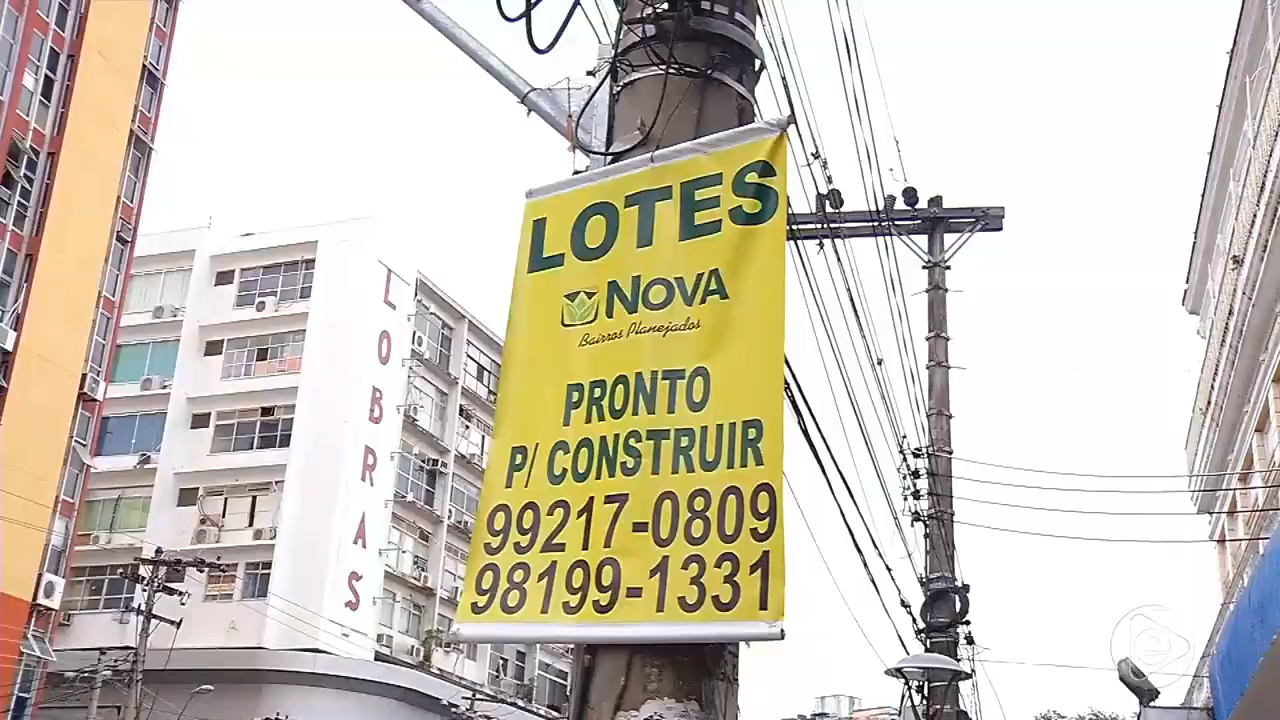 LOTES
NOVA
Bairros Planejados
PRONTO
P/ CONSTRUIR
99217-0809
98199-1331
LOBRAS